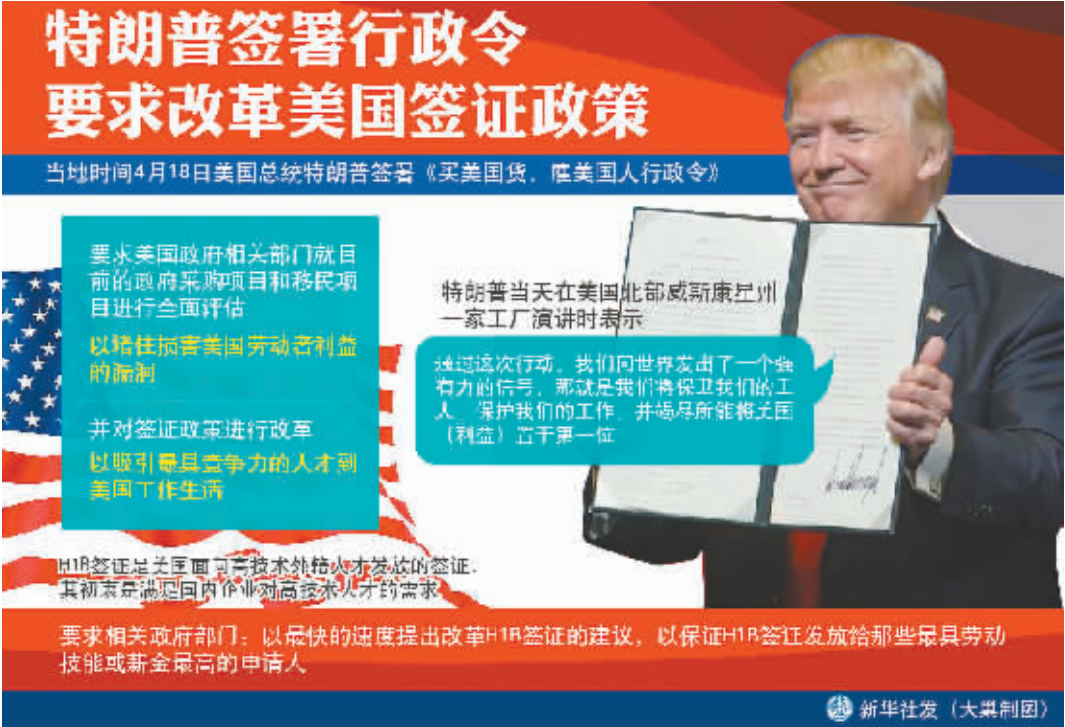 特朗普签署行政令
要求改革美国签证政策
当地时间4月18日美国总统特朗普签署《买美国货、雇美国人行政令》
要求美国政府相关部门就目
前的政府采购项目和移民项
目进行全面评估
以堵住损害美国劳动者利益
的漏洞
并对签证政策进行改革
以吸引最具竞争力的人才到
美国工作生活
特朗普当天在美国北部威斯康星州
一家工厂演讲时表示
通过这次行动，我们向世界发出了一个强
有力的信号，那就是我们将保卫我们的工
人、保护我们的工作，并竭尽所能将美国
（利益）置于第一位
H1B签证是美国面向高技术外籍人才发放的签证，
其初衷是满足国内企业对高技术人才的需求
要求相关政府部门：以最快的速度提出改革H1B签证的建议，以保证H1B签证发放给那些最具劳动
技能或薪金最高的申请人
新华社发（大巢制图）